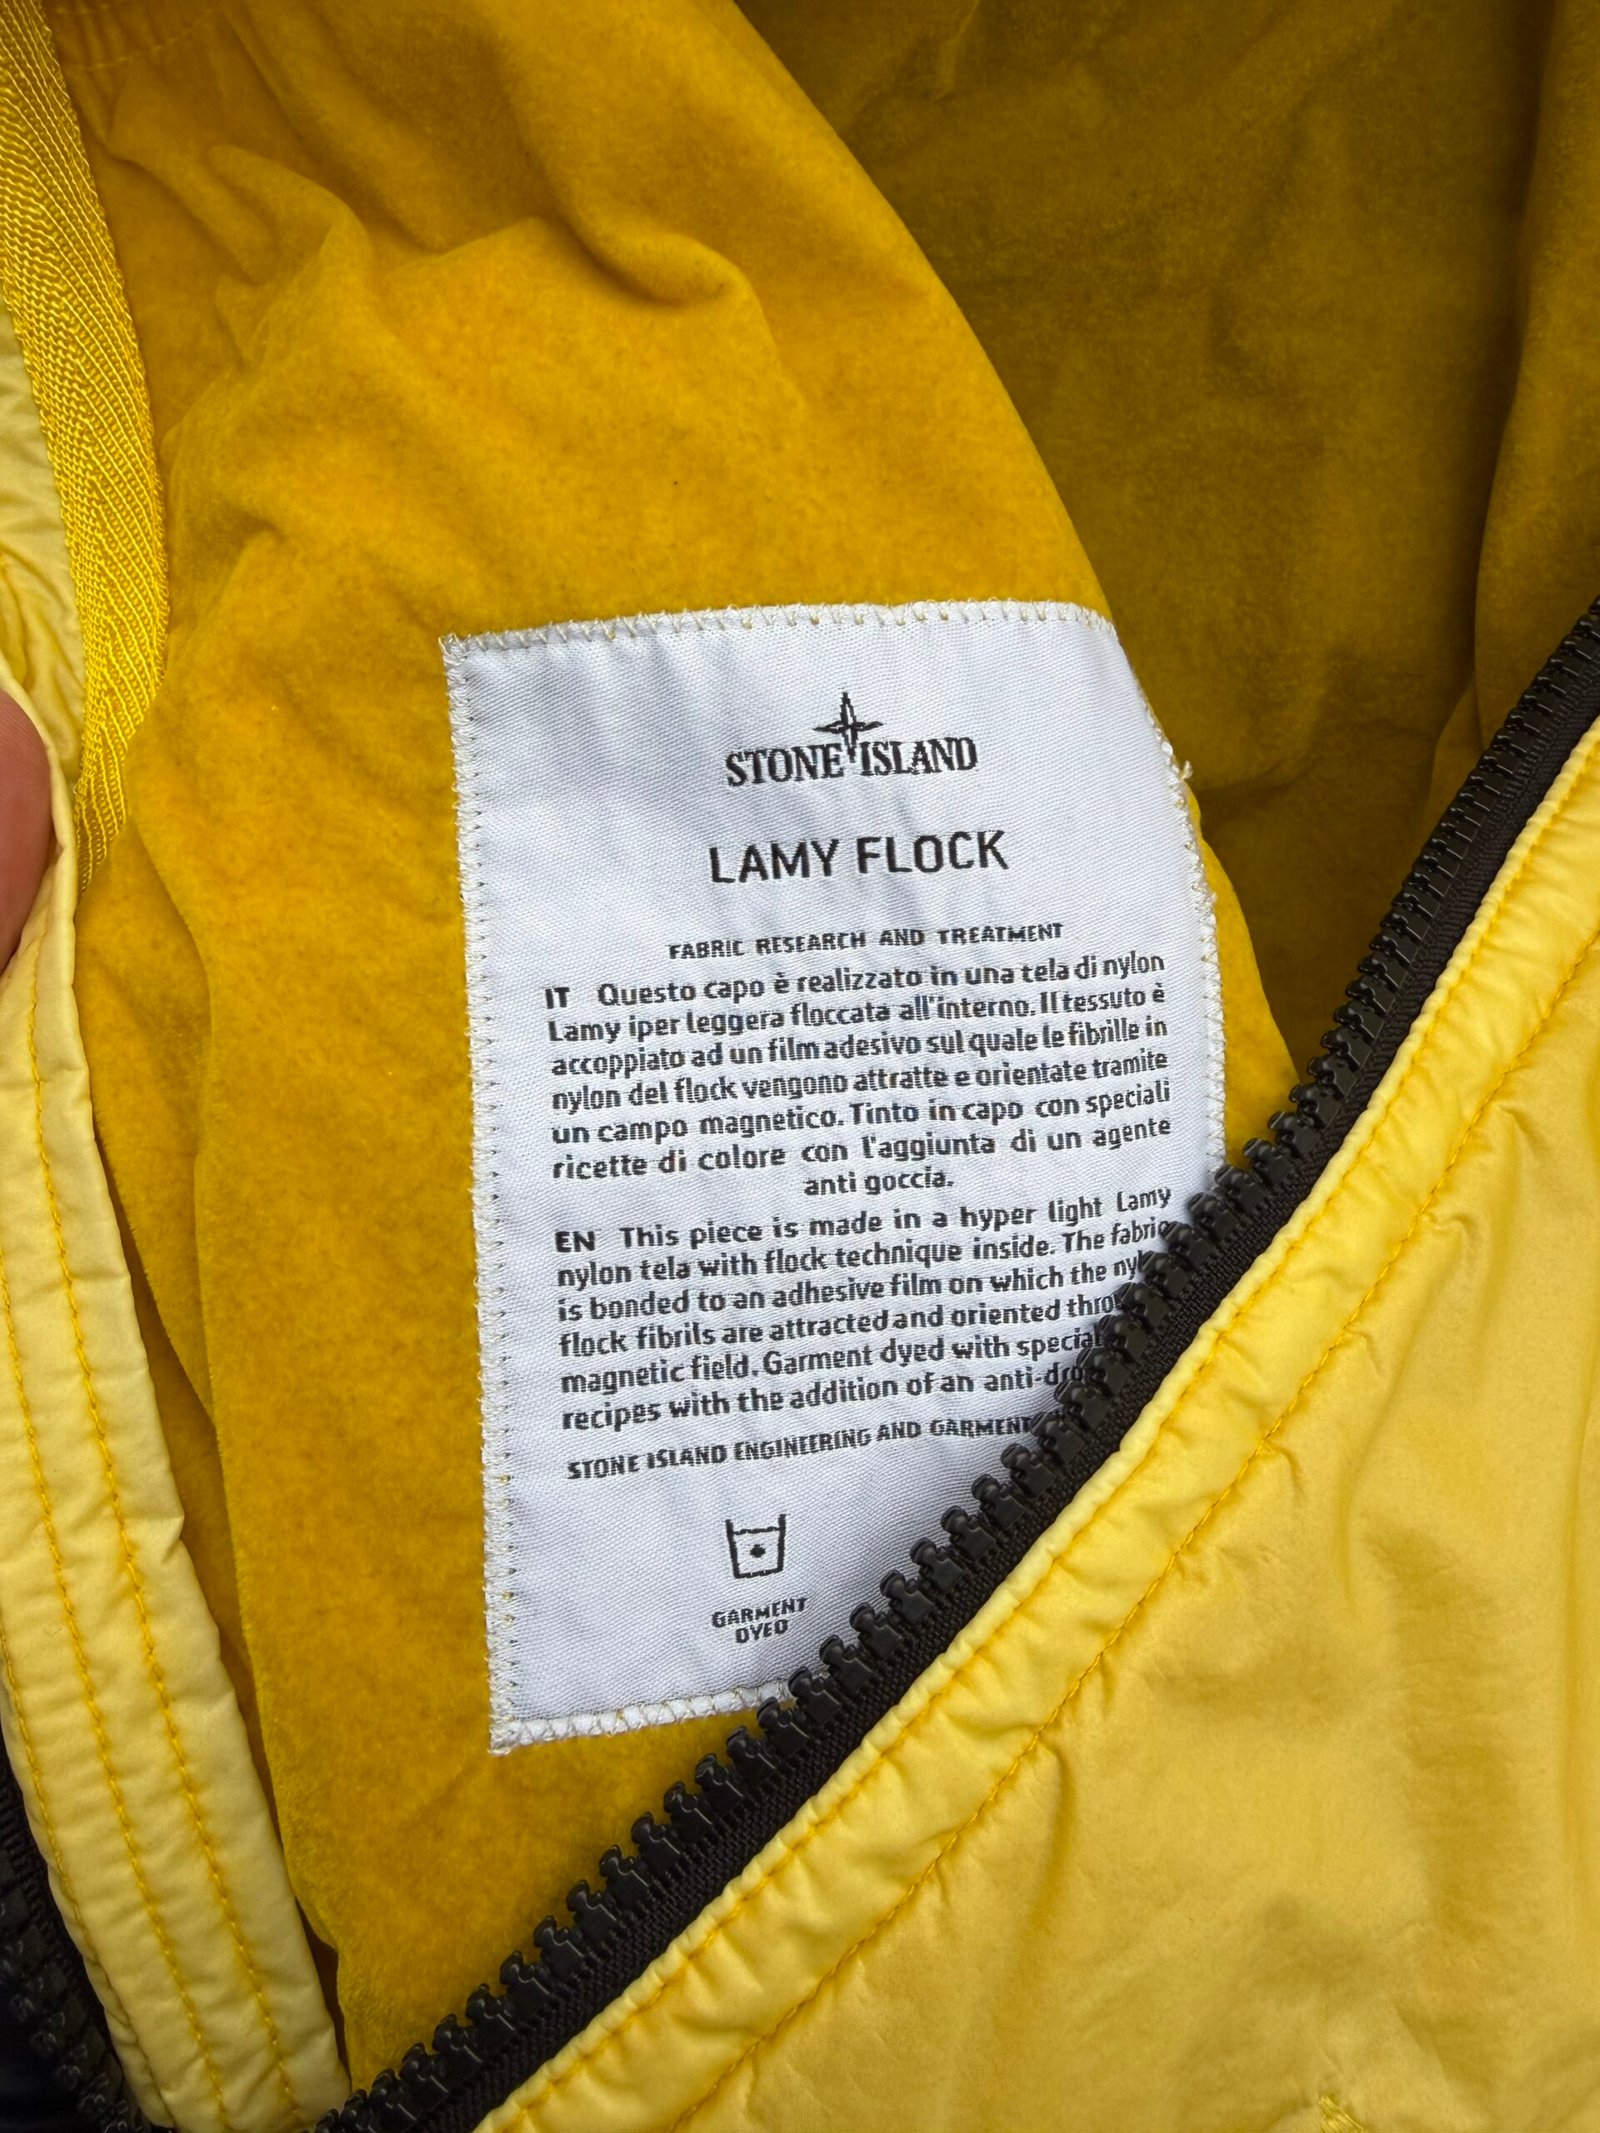 STONE ISLAND
LAMY FLOCK
FABRIC RESEARCH AND TREATMENT
IT Questo capo è realizzato in una tela di nylon
Lamy iper leggera floccata all'interno. Il tessuto è
accoppiato ad un film adesivo sul quale le fibrille in
nylon del flock vengono attratte e orientate tramite
un campo magnetico. Tinto in capo con speciali
ricette di colore con l'aggiunta di un agente
anti goccia.
EN This piece is made in a hyper light Lamy
nylon tela with flock technique inside. The fabric
is bonded to an adhesive film on which the
flock fibrils are attracted and oriented
magnetic field. Garment dyed with special
recipes with the addition of an
STONE ISLAND ENGINEERING AND GARMENT
GARMENT
DYED